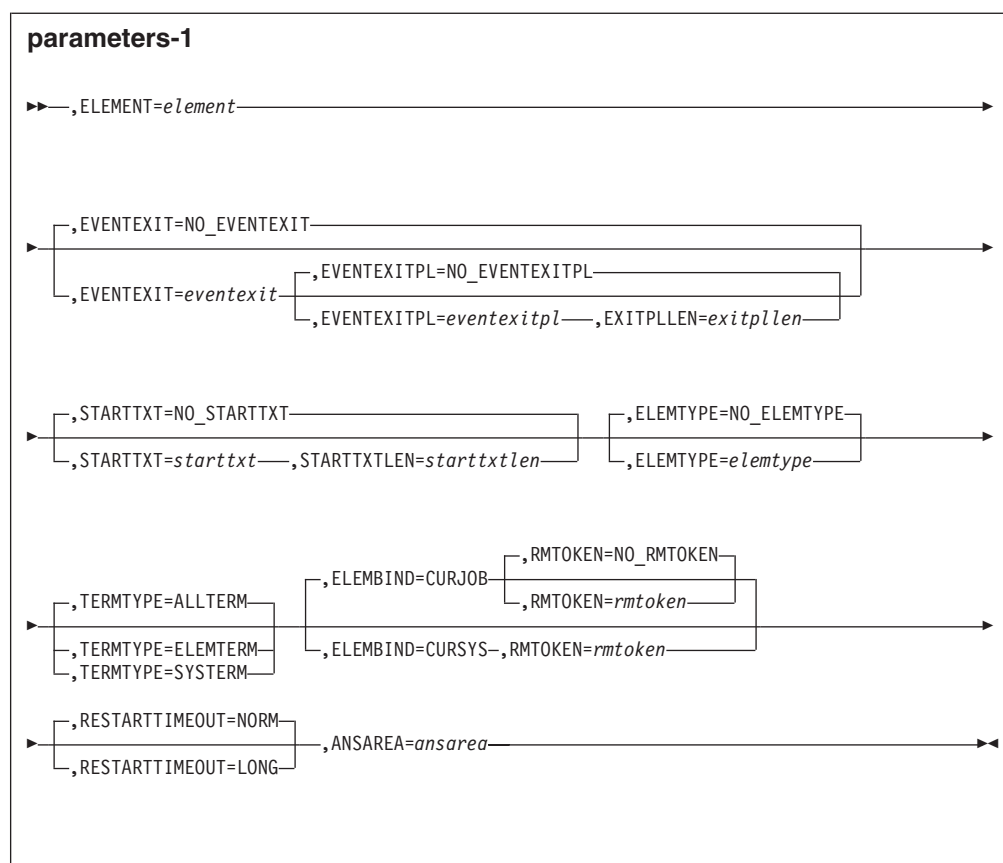 parameters-1
,ELEMENT=element
,EVENTEXIT=NO_EVENTEXIT
,EVENTEXIT=eventexit
,EVENTEXITPL=NO_EVENTEXITPL
,EVENTEXITPL=eventexitpl ,EXITPLLEN=exitpllen
,STARTTXT=NO_STARTTXT
,STARTTXT=starttxt ,STARTTXTLEN=starttxtlen
,ELEMTYPE=NO_ELEMTYPE
,ELEMTYPE=elemtype
,TERMTYPE=ALLTERM
,TERMTYPE=ELEMTERM
,TERMTYPE=SYSTERM
,ELEMBIND=CURJOB
,RMTOKEN=NO_RMTOKEN
,RMTOKEN=rmtoken
,ELEMBIND=CURSYS ,RMTOKEN=rmtoken
,RESTARTTIMEOUT=NORM
,RESTARTTIMEOUT=LONG
,ANSAREA=ansarea